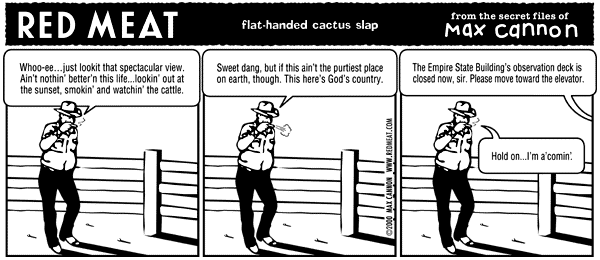 RED MEAT
flat-handed cactus slap
from the secret files of
Max cannon
Whoo-ee...just lookit that spectacular view.
Ain't nothin' better'n this life...lookin' out at
the sunset, smokin' and watchin' the cattle.
Sweet dang, but if this ain't the purtiest place
on earth, though. This here's God's country.
©2000 MAX CANNON WWW.REDMEAT.COM
The Empire State Building's observation deck is
closed now, sir. Please move toward the elevator.
Hold on...I'm a'comin'.